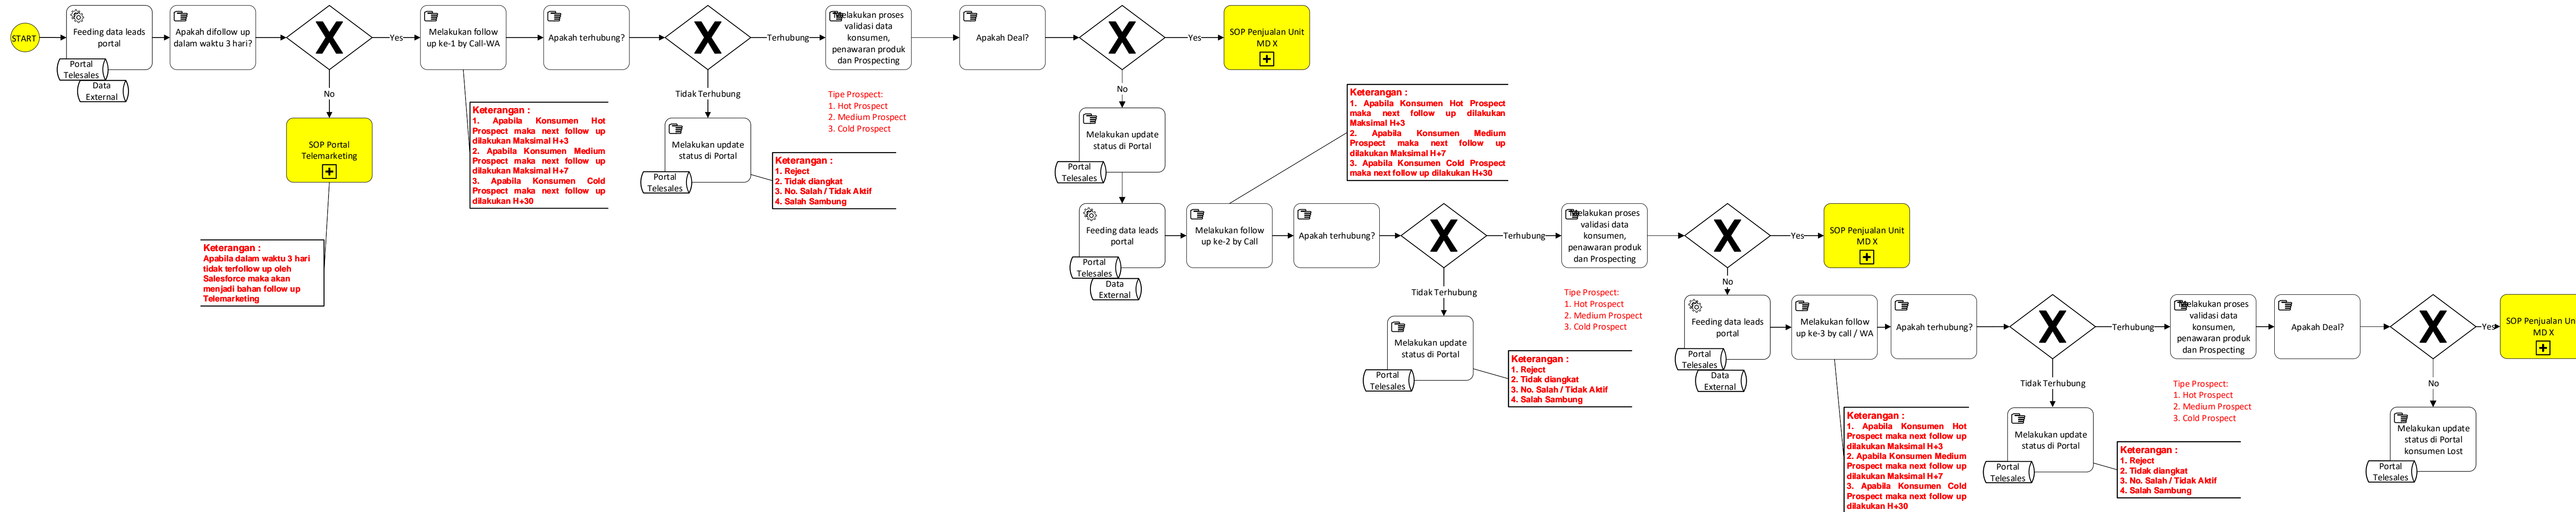 START
Feeding data leads
portal
Portal
Telesales
Data
External
Apakah difollow up
dalam waktu 3 hari?
X
Yes
No
SOP Portal
Telemarketing
Keterangan :
Apabila dalam waktu 3 hari
tidak terfollow up oleh
Salesforce maka akan
menjadi bahan follow up
Telemarketing
Melakukan follow
up ke-1 by Call-WA
Keterangan :
1. Apabila Konsumen Hot
Prospect maka next follow up
dilakukan Maksimal H+3
2. Apabila Konsumen Medium
Prospect maka next follow up
dilakukan Maksimal H+7
3. Apabila Konsumen Cold
Prospect maka next follow up
dilakukan H+30
Apakah terhubung?
X
Terhubung
Tidak Terhubung
Melakukan update
status di Portal
Portal
Telesales
Keterangan :
1. Reject
2. Tidak diangkat
3. No. Salah / Tidak Aktif
4. Salah Sambung
Melakukan proses
validasi data
konsumen,
penawaran produk
dan Prospecting
Tipe Prospect:
1. Hot Prospect
2. Medium Prospect
3. Cold Prospect
Apakah Deal?
X
Yes
SOP Penjualan Unit
MD X
No
Melakukan update
status di Portal
Portal
Telesales
Feeding data leads
portal
Portal
Telesales
Data
External
Melakukan follow
up ke-2 by Call
Keterangan :
1. Apabila Konsumen Hot Prospect
maka next follow up dilakukan
Maksimal H+3
2. Apabila Konsumen Medium
Prospect maka next follow up
dilakukan Maksimal H+7
3. Apabila Konsumen Cold Prospect
maka next follow up dilakukan H+30
Apakah terhubung?
X
Terhubung
Tidak Terhubung
Melakukan update
status di Portal
Portal
Telesales
Keterangan :
1. Reject
2. Tidak diangkat
3. No. Salah / Tidak Aktif
4. Salah Sambung
Melakukan proses
validasi data
konsumen,
penawaran produk
dan Prospecting
Tipe Prospect:
1. Hot Prospect
2. Medium Prospect
3. Cold Prospect
X
Yes
SOP Penjualan Unit
MD X
No
Feeding data leads
portal
Portal
Telesales
Data
External
Melakukan follow
up ke-3 by call / WA
Keterangan :
1. Apabila Konsumen Hot
Prospect maka next follow up
dilakukan Maksimal H+3
2. Apabila Konsumen Medium
Prospect maka next follow up
dilakukan Maksimal H+7
3. Apabila Konsumen Cold
Prospect maka next follow up
dilakukan H+30
Apakah terhubung?
X
Terhubung
Tidak Terhubung
Melakukan update
status di Portal
Portal
Telesales
Keterangan :
1. Reject
2. Tidak diangkat
3. No. Salah / Tidak Aktif
4. Salah Sambung
Melakukan proses
validasi data
konsumen,
penawaran produk
dan Prospecting
Tipe Prospect:
1. Hot Prospect
2. Medium Prospect
3. Cold Prospect
Apakah Deal?
X
Yes
SOP Penjualan Un
MD X
No
Melakukan update
status di Portal
konsumen Lost
Portal
Telesales